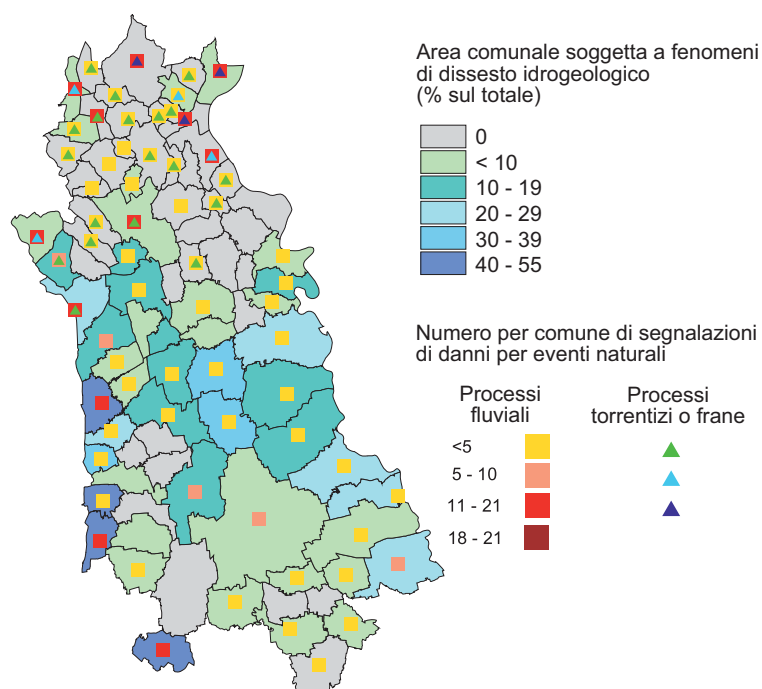 Area comunale soggetta a fenomeni
di dissesto idrogeologico
(% sul totale)
0
< 10
10 - 19
20 - 29
30 - 39
40 - 55
Numero per comune di segnalazioni
di danni per eventi naturali
Processi
fluviali
Processi
torrentizi o frane
<5
5 - 10
11 - 21
18 - 21